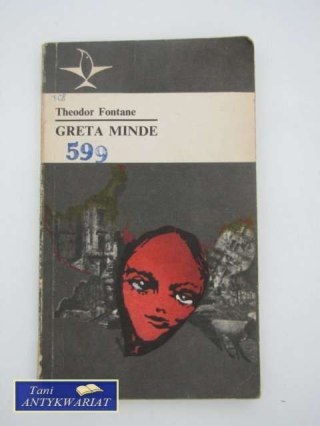 Theodor Fontane
GRETA MINDE
599
Tani
ANTYKWARIAT